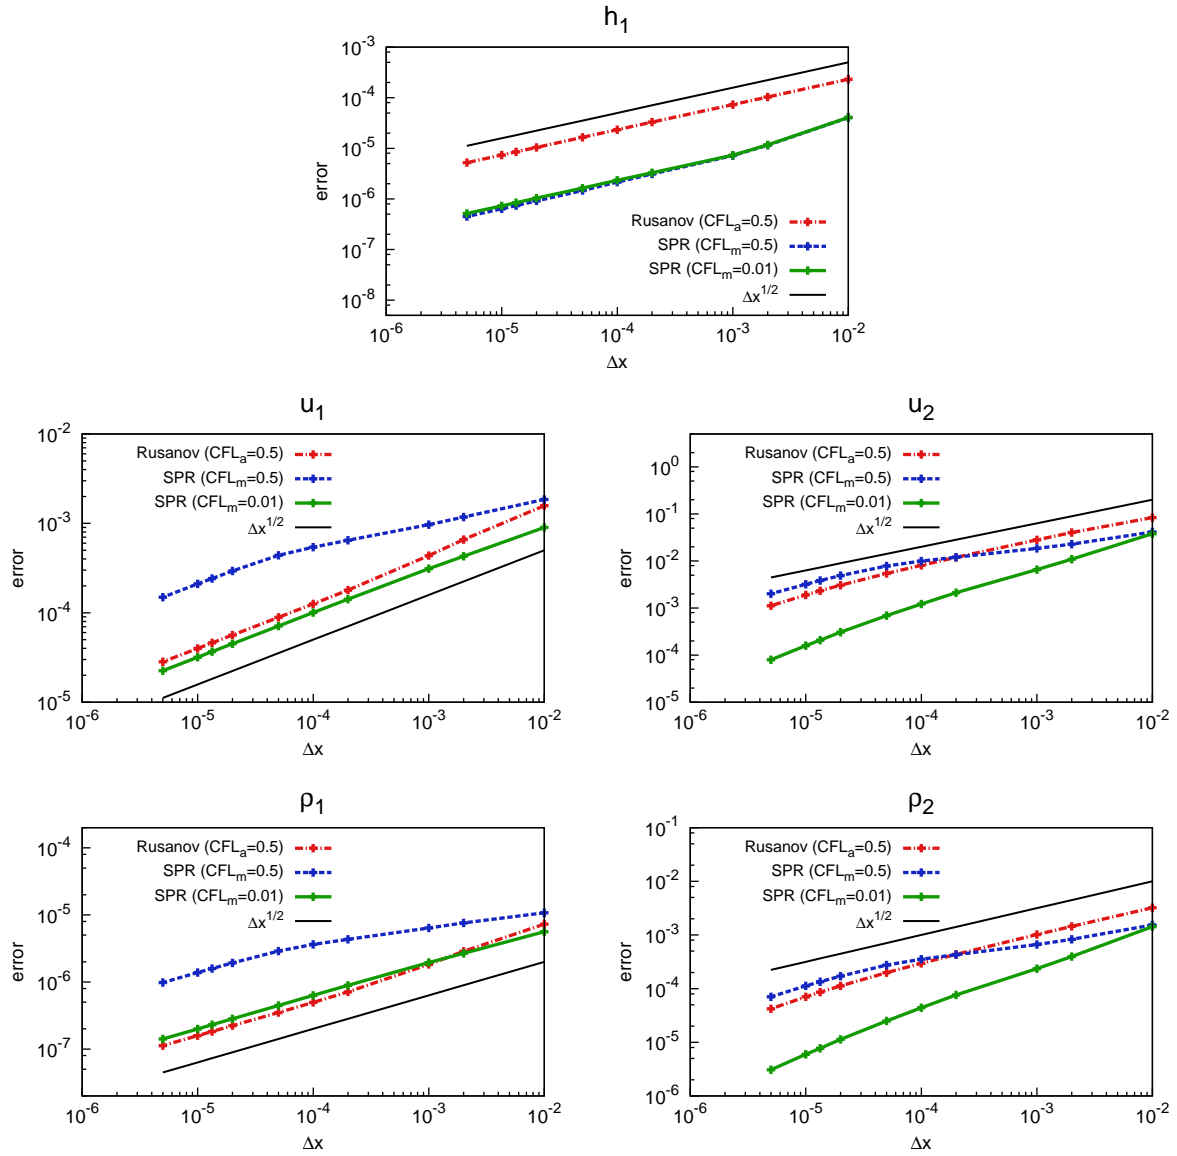 h1
10-3
10-4
10-5
error
10-6
Rusanov (CFLa=0.5)
10-7
SPR (CFLm=0.5)
SPR (CFLm=0.01)
10-8
Δx1/2
10-6 10-5 10-4 10-3 10-2
Δx
u1
10-2
Rusanov (CFLa=0.5)
SPR (CFLm=0.5)
SPR (CFLm=0.01)
10-3
Δx1/2
error
10-4
10-5
10-6 10-5 10-4 10-3 10-2
Δx
u2
Rusanov (CFLa=0.5)
100
SPR (CFLm=0.5)
SPR (CFLm=0.01)
10-1
Δx1/2
10-2
error
10-3
10-4
10-5
10-6 10-5 10-4 10-3 10-2
Δx
ρ1
10-4
Rusanov (CFLa=0.5)
SPR (CFLm=0.5)
SPR (CFLm=0.01)
10-5
Δx1/2
error
10-6
10-7
10-6 10-5 10-4 10-3 10-2
Δx
ρ2
10-1
Rusanov (CFLa=0.5)
SPR (CFLm=0.5)
10-2
SPR (CFLm=0.01)
Δx1/2
10-3
error
10-4
10-5
10-6
10-6 10-5 10-4 10-3 10-2
Δx